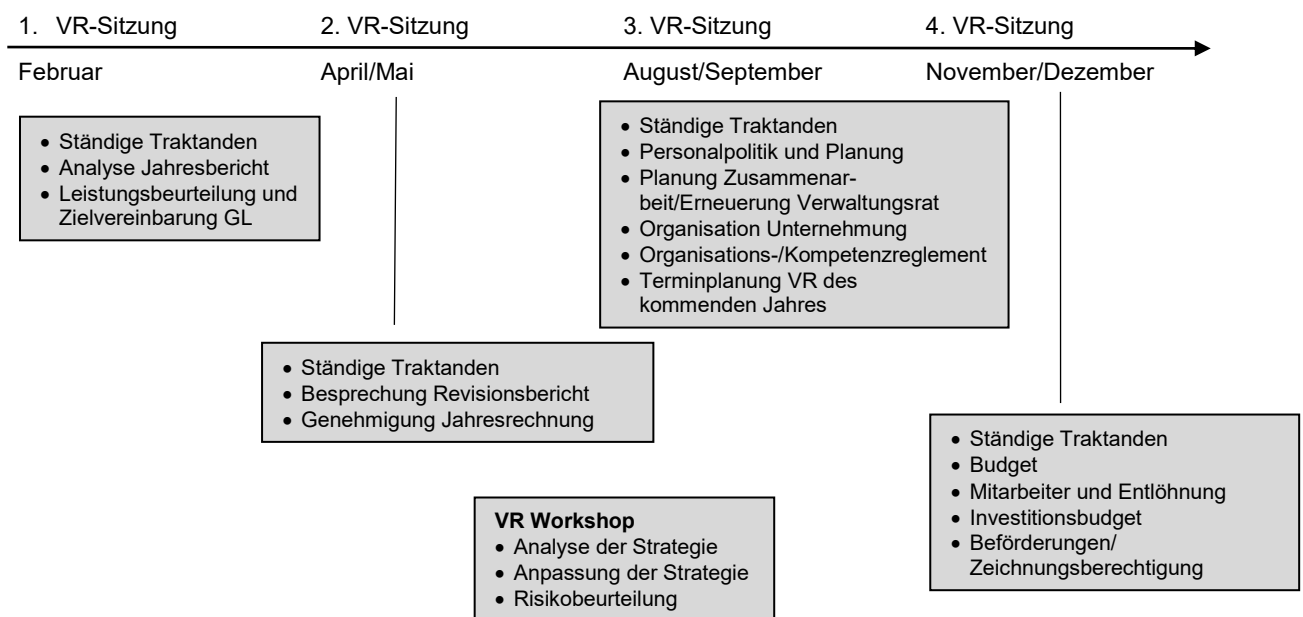 1. VR-Sitzung
2. VR-Sitzung
3. VR-Sitzung
4. VR-Sitzung
Februar
April/Mai
August/September
November/Dezember
• Ständige Traktanden
• Analyse Jahresbericht
• Leistungsbeurteilung und
Zielvereinbarung GL
• Ständige Traktanden
• Personalpolitik und Planung
• Planung Zusammenar-
beit/Erneuerung Verwaltungsrat
• Organisation Unternehmung
• Organisations-/Kompetenzreglement
• Terminplanung VR des
kommenden Jahres
• Ständige Traktanden
• Besprechung Revisionsbericht
• Genehmigung Jahresrechnung
• Ständige Traktanden
• Budget
• Mitarbeiter und Entlöhnung
• Investitionsbudget
• Beförderungen/
Zeichnungsberechtigung
VR Workshop
• Analyse der Strategie
• Anpassung der Strategie
• Risikobeurteilung